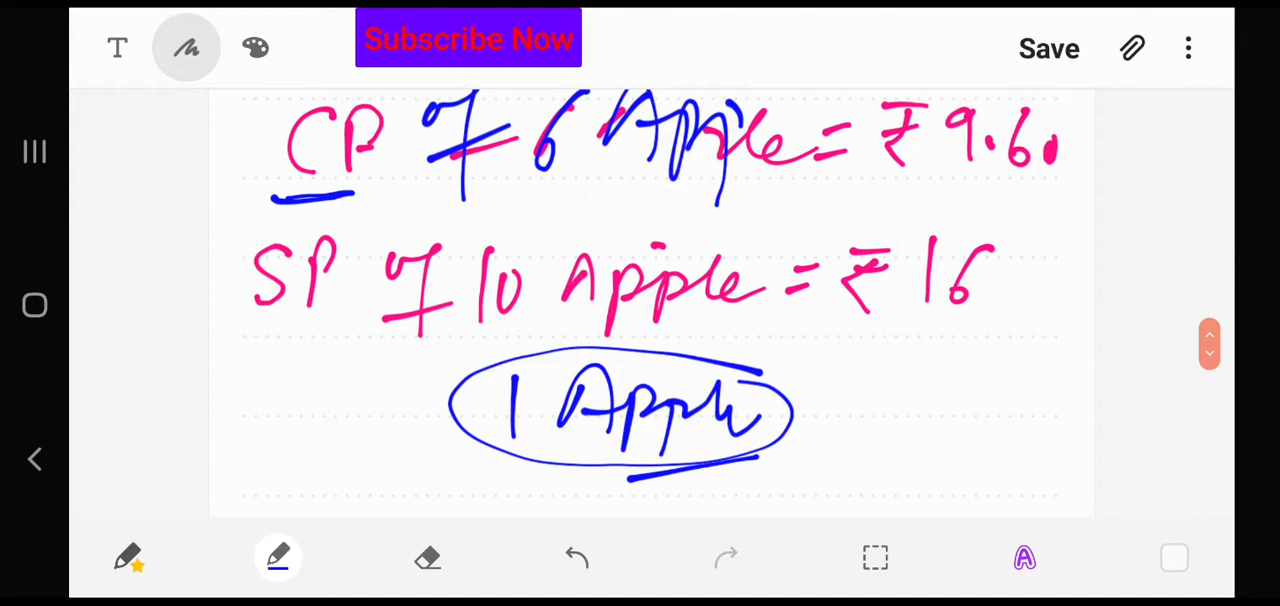 Subscribe Now
T Save
CP of 6 Apple = ₹ 9.60
SP of 10 Apple = ₹ 16
1 Apple
A